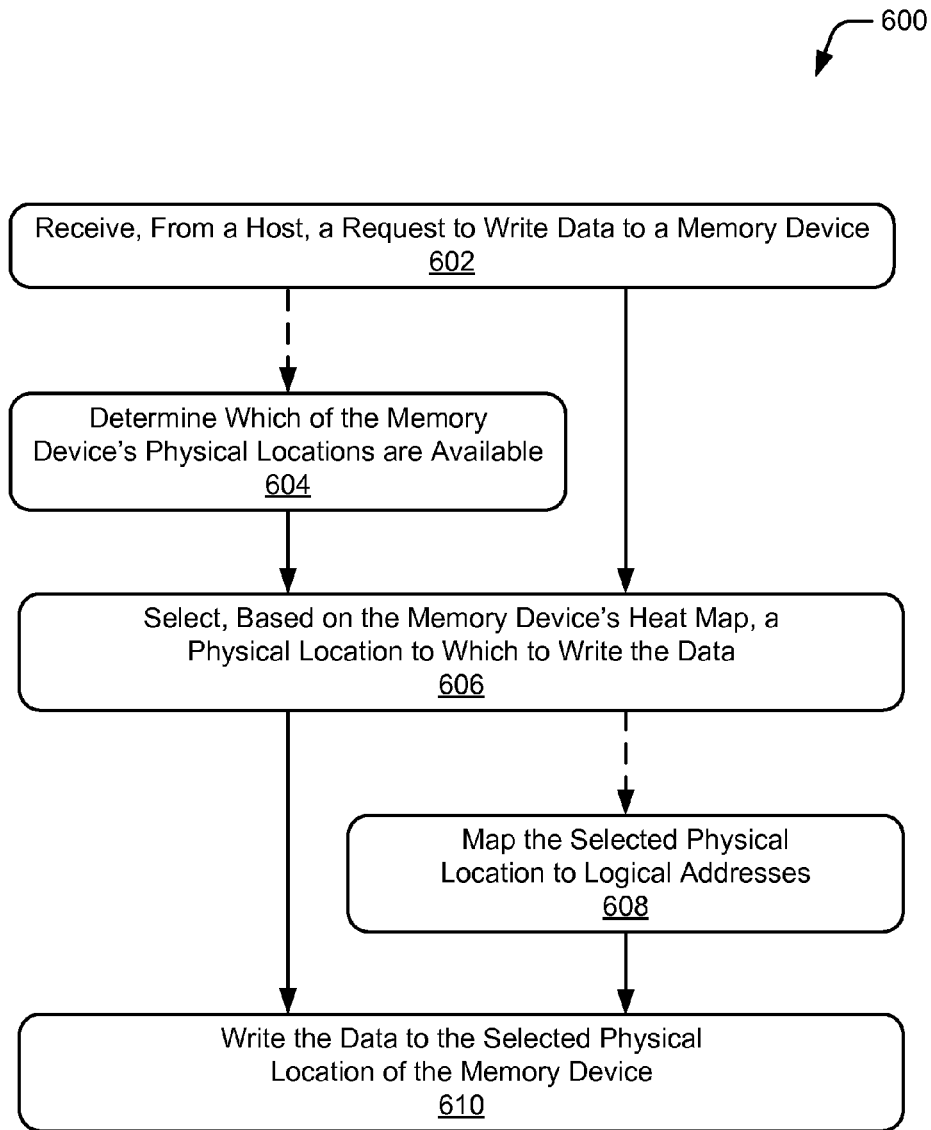 600
Receive, From a Host, a Request to Write Data to a Memory Device
602
Determine Which of the Memory
Device's Physical Locations are Available
604
Select, Based on the Memory Device's Heat Map, a
Physical Location to Which to Write the Data
606
Map the Selected Physical
Location to Logical Addresses
608
Write the Data to the Selected Physical
Location of the Memory Device
610